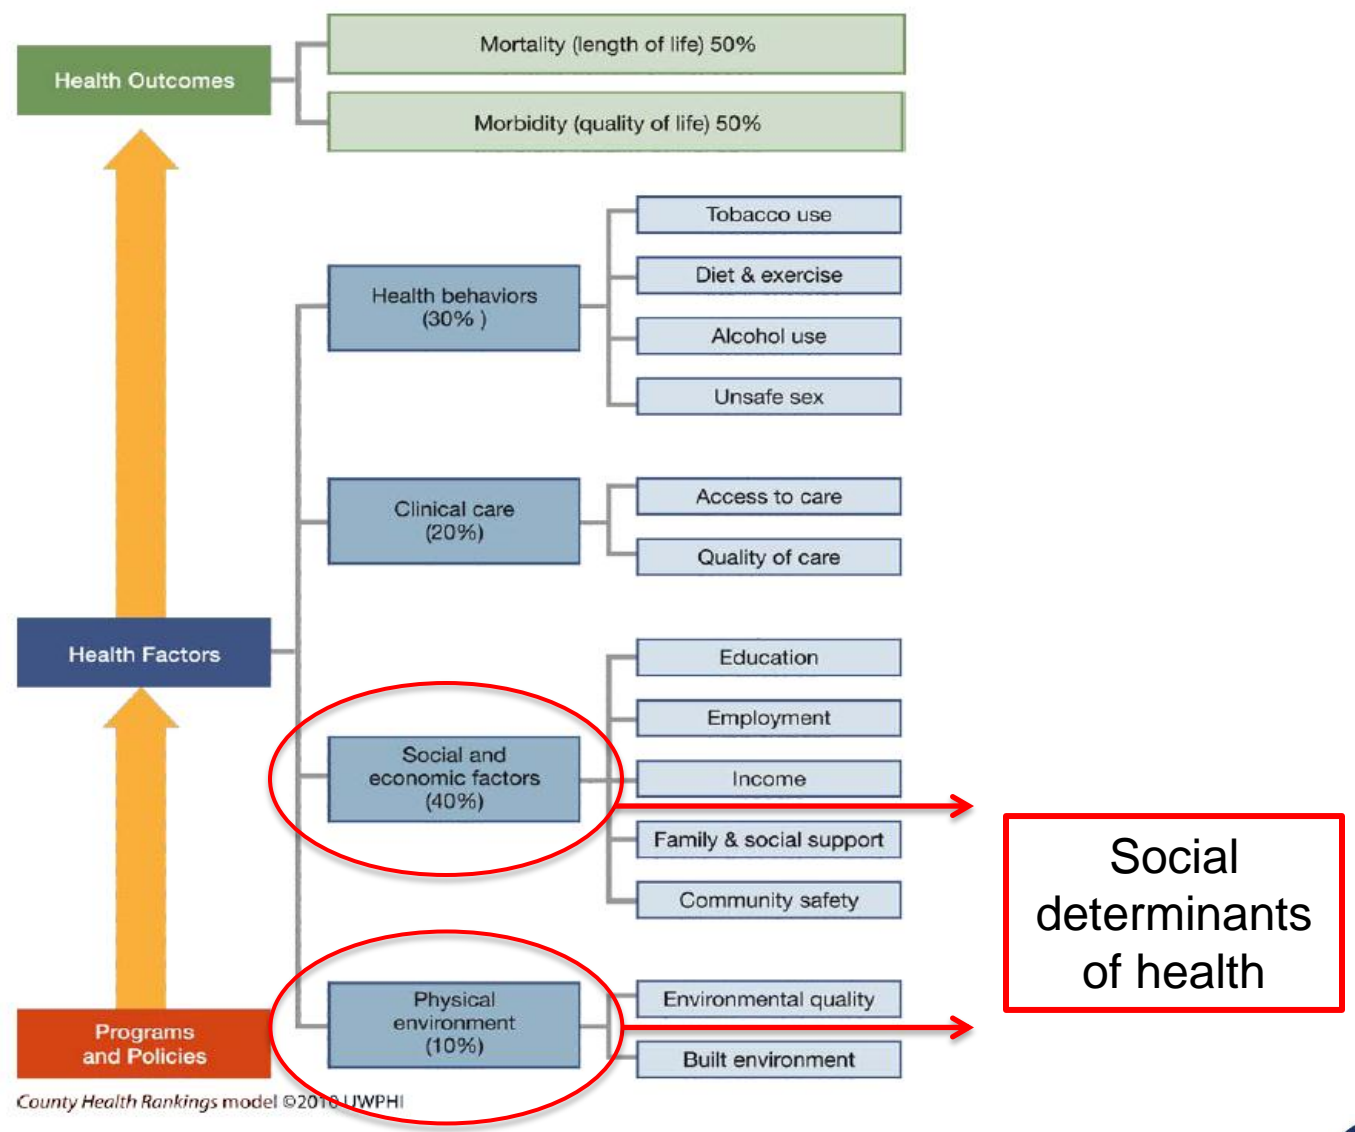 Health Outcomes
Mortality (length of life) 50%
Morbidity (quality of life) 50%
Health Factors
Health behaviors
(30% )
Tobacco use
Diet & exercise
Alcohol use
Unsafe sex
Clinical care
(20%)
Access to care
Quality of care
Social and
economic factors
(40%)
Education
Employment
Income
Family & social support
Community safety
Physical
environment
(10%)
Environmental quality
Built environment
Programs
and Policies
Social
determinants
of health
County Health Rankings model ©2010 UWPHI